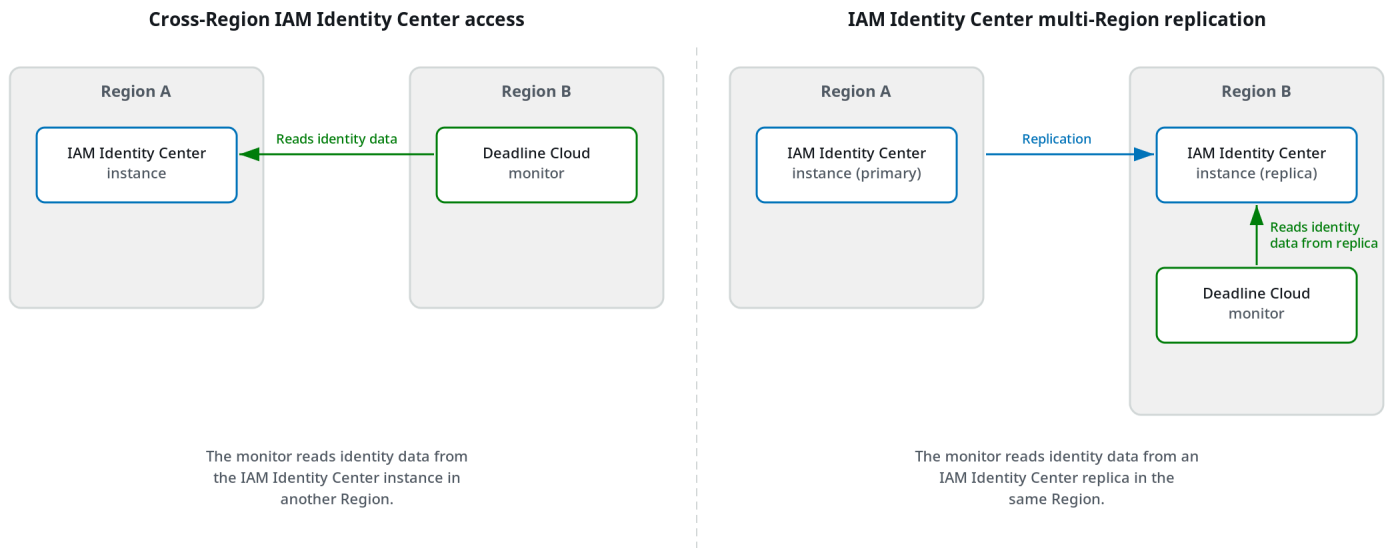 Cross-Region IAM Identity Center access
Region A
Region B
IAM Identity Center
instance
Reads identity data
Deadline Cloud
monitor
The monitor reads identity data from
the IAM Identity Center instance in
another Region.
IAM Identity Center multi-Region replication
Region A
Region B
IAM Identity Center
instance (primary)
Replication
IAM Identity Center
instance (replica)
Reads identity
data from replica
Deadline Cloud
monitor
The monitor reads identity data from an
IAM Identity Center replica in the
same Region.